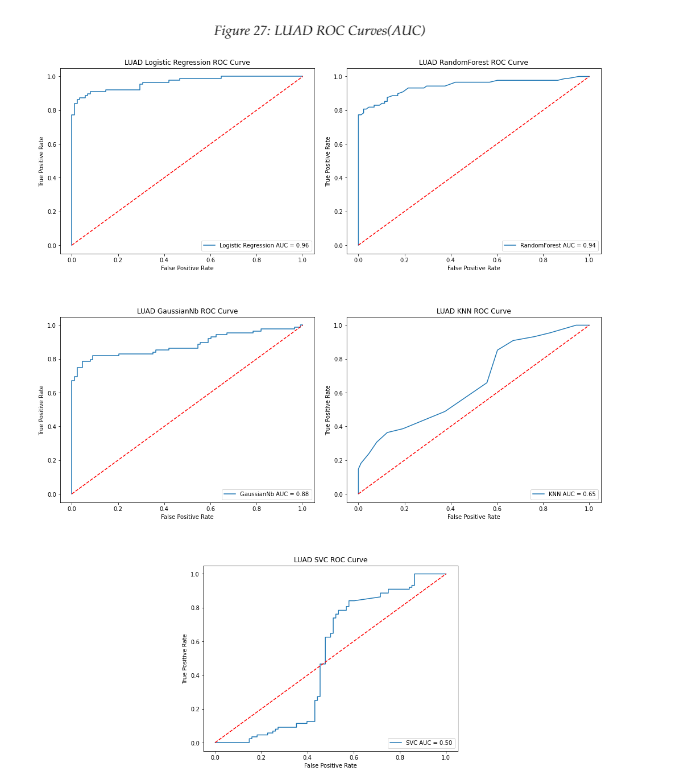 Figure 27: LUAD ROC Curves(AUC)
LUAD Logistic Regression ROC Curve
1.0
0.8
0.6
0.4
0.2
0.0
True Positive Rate
Logistic Regression AUC = 0.96
0.0 0.2 0.4 0.6 0.8 1.0
False Positive Rate
LUAD RandomForest ROC Curve
1.0
0.8
0.6
0.4
0.2
0.0
True Positive Rate
RandomForest AUC = 0.94
0.0 0.2 0.4 0.6 0.8 1.0
False Positive Rate
LUAD GaussianNb ROC Curve
1.0
0.8
0.6
0.4
0.2
0.0
True Positive Rate
GaussianNb AUC = 0.88
0.0 0.2 0.4 0.6 0.8 1.0
False Positive Rate
LUAD KNN ROC Curve
1.0
0.8
0.6
0.4
0.2
0.0
True Positive Rate
KNN AUC = 0.65
0.0 0.2 0.4 0.6 0.8 1.0
False Positive Rate
LUAD SVC ROC Curve
1.0
0.8
0.6
0.4
0.2
0.0
True Positive Rate
SVC AUC = 0.50
0.0 0.2 0.4 0.6 0.8 1.0
False Positive Rate